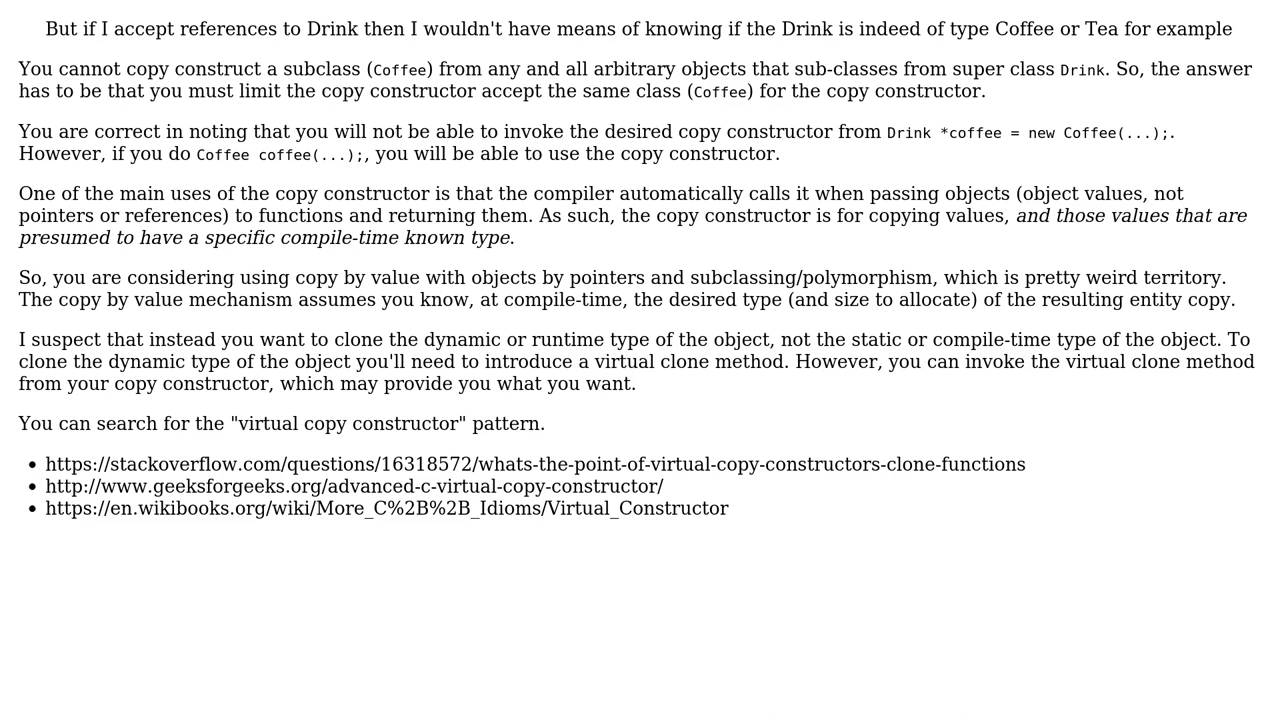 But if I accept references to Drink then I wouldn't have means of knowing if the Drink is indeed of type Coffee or Tea for example
You cannot copy construct a subclass (Coffee) from any and all arbitrary objects that sub-classes from super class Drink. So, the answer
has to be that you must limit the copy constructor accept the same class (Coffee) for the copy constructor.
You are correct in noting that you will not be able to invoke the desired copy constructor from Drink *coffee = new Coffee(...);.
However, if you do Coffee coffee(...);, you will be able to use the copy constructor.
One of the main uses of the copy constructor is that the compiler automatically calls it when passing objects (object values, not
pointers or references) to functions and returning them. As such, the copy constructor is for copying values, and those values that are
presumed to have a specific compile-time known type.
So, you are considering using copy by value with objects by pointers and subclassing/polymorphism, which is pretty weird territory.
The copy by value mechanism assumes you know, at compile-time, the desired type (and size to allocate) of the resulting entity copy.
I suspect that instead you want to clone the dynamic or runtime type of the object, not the static or compile-time type of the object. To
clone the dynamic type of the object you'll need to introduce a virtual clone method. However, you can invoke the virtual clone method
from your copy constructor, which may provide you what you want.
You can search for the "virtual copy constructor" pattern.
• https://stackoverflow.com/questions/16318572/whats-the-point-of-virtual-copy-constructors-clone-functions
• http://www.geeksforgeeks.org/advanced-c-virtual-copy-constructor/
• https://en.wikibooks.org/wiki/More_C%2B%2B_Idioms/Virtual_Constructor